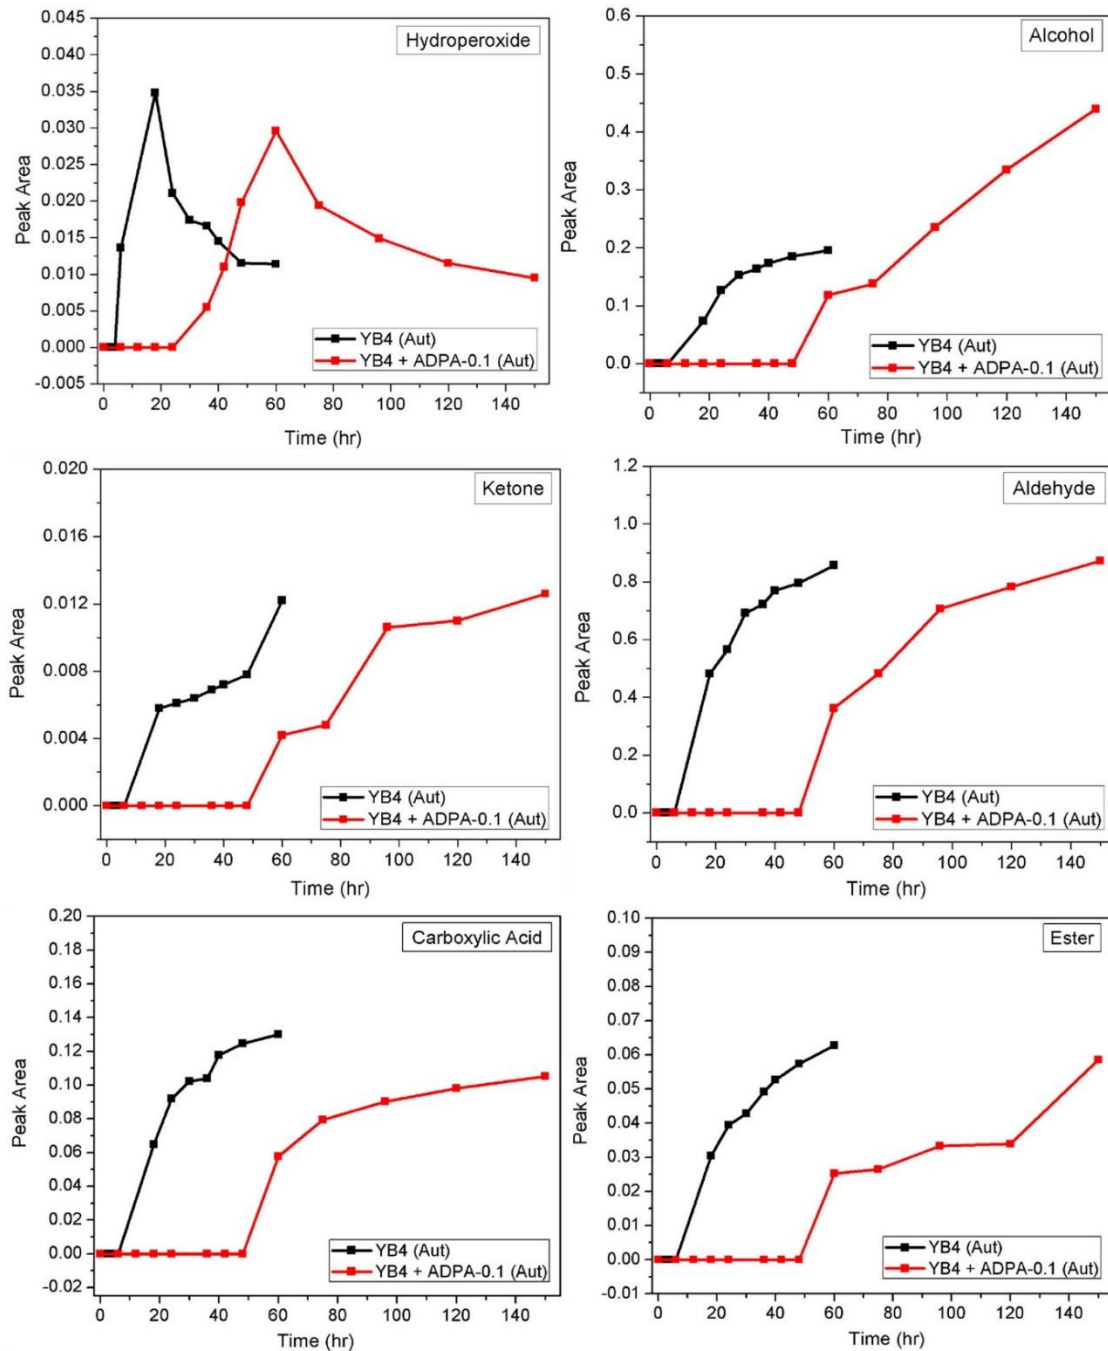 Hydroperoxide
0.045
0.040
0.035
0.030
0.025
0.020
0.015
0.010
0.005
0.000
-0.005
Peak Area
YB4 (Aut)
YB4 + ADPA-0.1 (Aut)
0 20 40 60 80 100 120 140
Time (hr)
Alcohol
0.6
0.5
0.4
0.3
0.2
0.1
0.0
Peak Area
YB4 (Aut)
YB4 + ADPA-0.1 (Aut)
0 20 40 60 80 100 120 140
Time (hr)
Ketone
0.020
0.016
0.012
0.008
0.004
0.000
Peak Area
YB4 (Aut)
YB4 + ADPA-0.1 (Aut)
0 20 40 60 80 100 120 140
Time (hr)
Aldehyde
1.2
1.0
0.8
0.6
0.4
0.2
0.0
Peak Area
YB4 (Aut)
YB4 + ADPA-0.1 (Aut)
0 20 40 60 80 100 120 140
Time (hr)
Carboxylic Acid
0.20
0.18
0.16
0.14
0.12
0.10
0.08
0.06
0.04
0.02
0.00
-0.02
Peak Area
YB4 (Aut)
YB4 + ADPA-0.1 (Aut)
0 20 40 60 80 100 120 140
Time (hr)
Ester
0.10
0.09
0.08
0.07
0.06
0.05
0.04
0.03
0.02
0.01
0.00
-0.01
Peak Area
YB4 (Aut)
YB4 + ADPA-0.1 (Aut)
0 20 40 60 80 100 120 140
Time (hr)